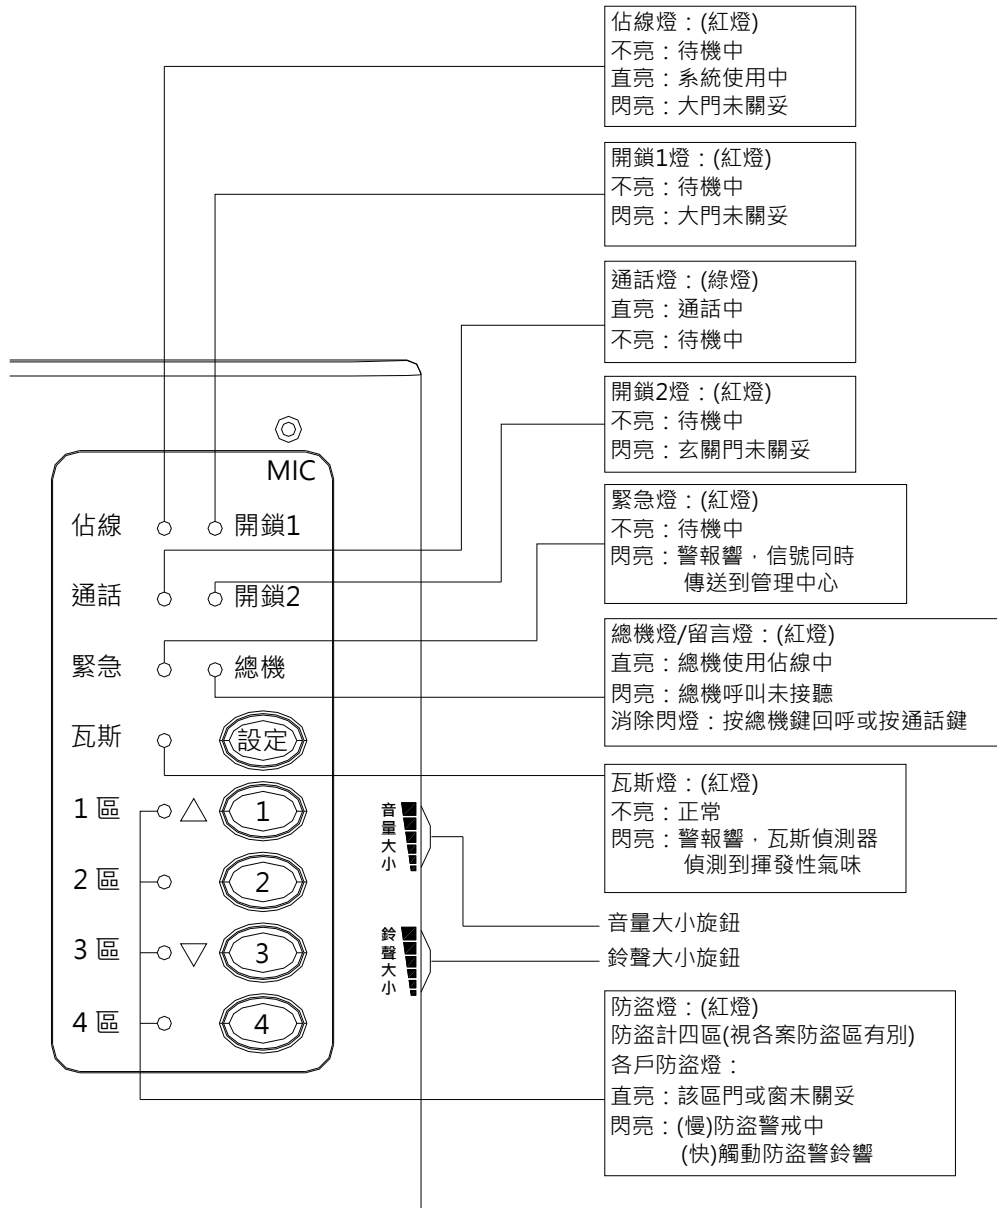 佔線燈：(紅燈)
不亮：待機中
直亮：系統使用中
閃亮：大門未關妥
開鎖1燈：(紅燈)
不亮：待機中
閃亮：大門未關妥
通話燈：(綠燈)
直亮：通話中
不亮：待機中
開鎖2燈：(紅燈)
不亮：待機中
閃亮：玄關門未關妥
緊急燈：(紅燈)
不亮：待機中
閃亮：警報響，信號同時
傳送到管理中心
總機燈/留言燈：(紅燈)
直亮：總機使用佔線中
閃亮：總機呼叫未接聽
消除閃燈：按總機鍵回呼或按通話鍵
瓦斯燈：(紅燈)
不亮：正常
閃亮：警報響，瓦斯偵測器
偵測到揮發性氣味
音量大小旋鈕
鈴聲大小旋鈕
防盜燈：(紅燈)
防盜計四區(視各案防盜區有別)
各戶防盜燈：
直亮：該區門或窗未關妥
閃亮：(慢)防盜警戒中
(快)觸動防盜警鈴響
MIC
佔線 開鎖1
通話 開鎖2
緊急 總機
瓦斯 設定
1區 1
2區 2
3區 3
4區 4
音量大小
鈴聲大小